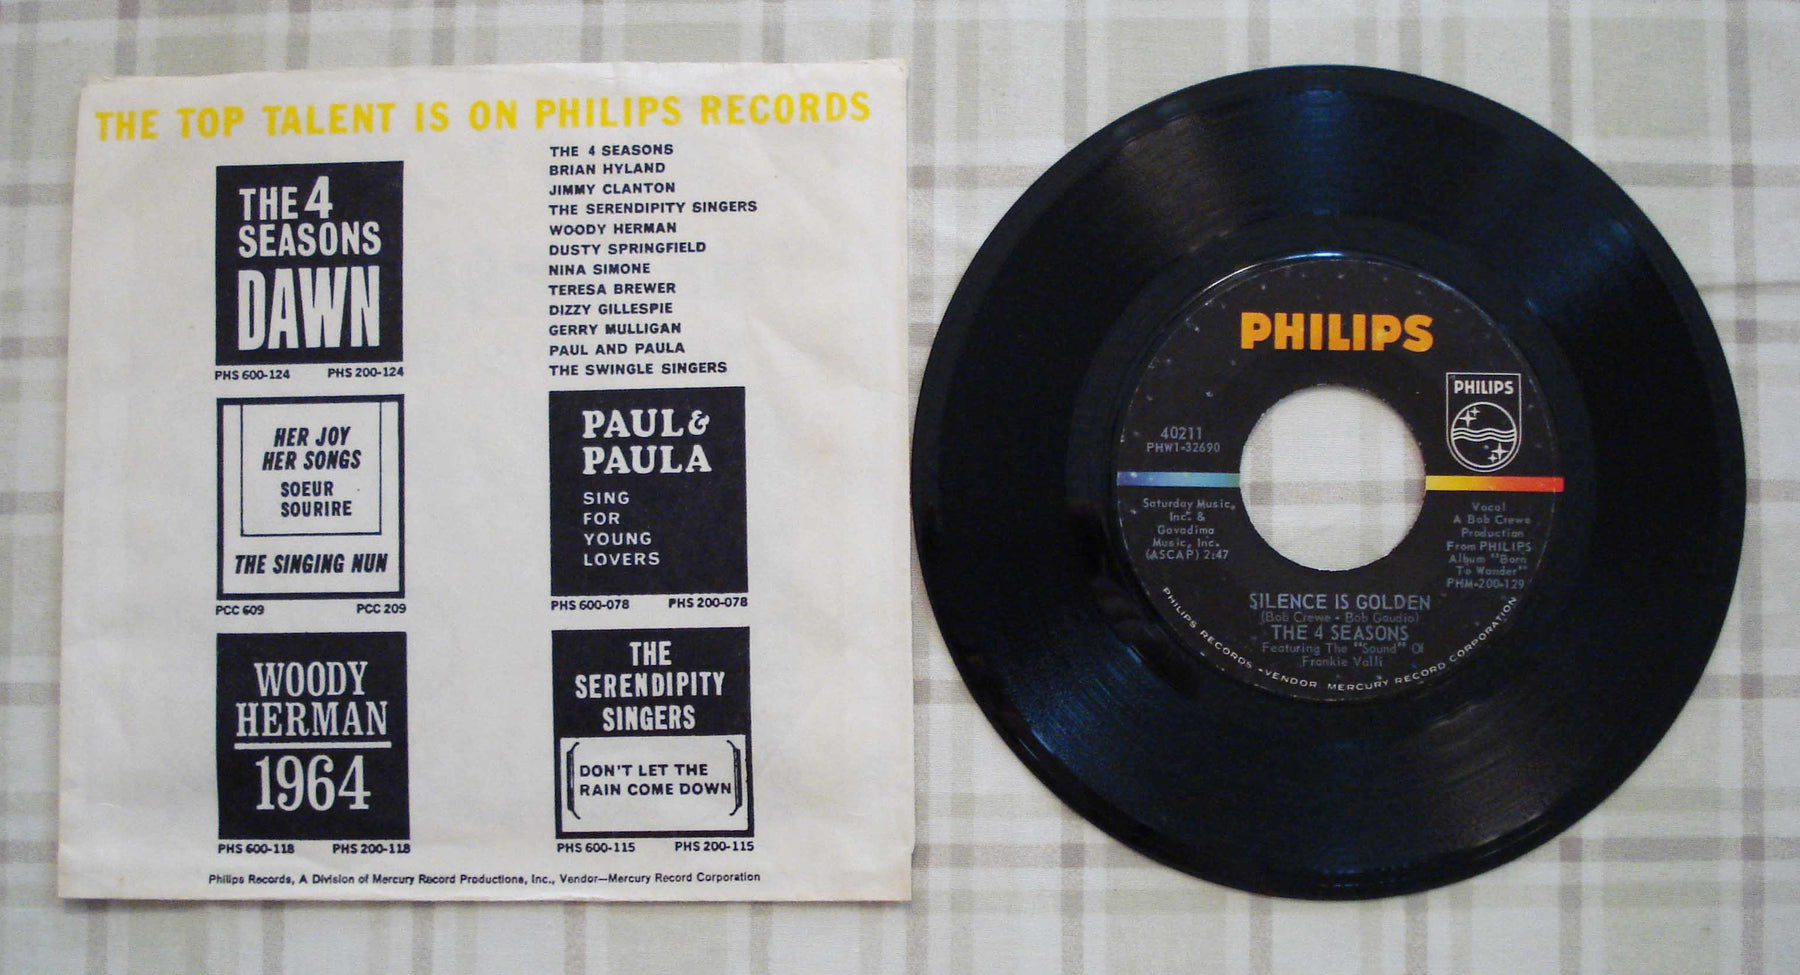 THE TOP TALENT IS ON PHILIPS RECORDS
THE 4
SEASONS
DAWN
PHS 600-124 PHS 200-124
HER JOY
HER SONGS
SOEUR
SOURIRE
THE SINGING NUN
PCC 609 PCC 209
WOODY
HERMAN
1964
PHS 600-118 PHS 200-118
THE 4 SEASONS
BRIAN HYLAND
JIMMY CLANTON
THE SERENDIPITY SINGERS
WOODY HERMAN
DUSTY SPRINGFIELD
NINA SIMONE
TERESA BREWER
DIZZY GILLESPIE
GERRY MULLIGAN
PAUL AND PAULA
THE SWINGLE SINGERS
PAUL &
PAULA
SING
FOR
YOUNG
LOVERS
PHS 600-078 PHS 200-078
THE
SERENDIPITY
SINGERS
DON'T LET THE
RAIN COME DOWN
PHS 600-115 PHS 200-115
Philips Records, A Division of Mercury Record Productions, Inc., Vendor—Mercury Record Corporation
PHILIPS
PHILIPS
40211
PHW1-32690
Saturday Music,
Inc. &
Gavadima
Music, Inc.
(ASCAP) 2:47
Vocal
A Bob Crewe
Production
From PHILIPS
Album "Born
To Wander"
PHM-200-129
SILENCE IS GOLDEN
(Bob Crewe - Bob Gaudio)
THE 4 SEASONS
Featuring The "Sound" Of
Frankie Valli
PHILIPS RECORDS • VENDOR MERCURY RECORD CORPORATION